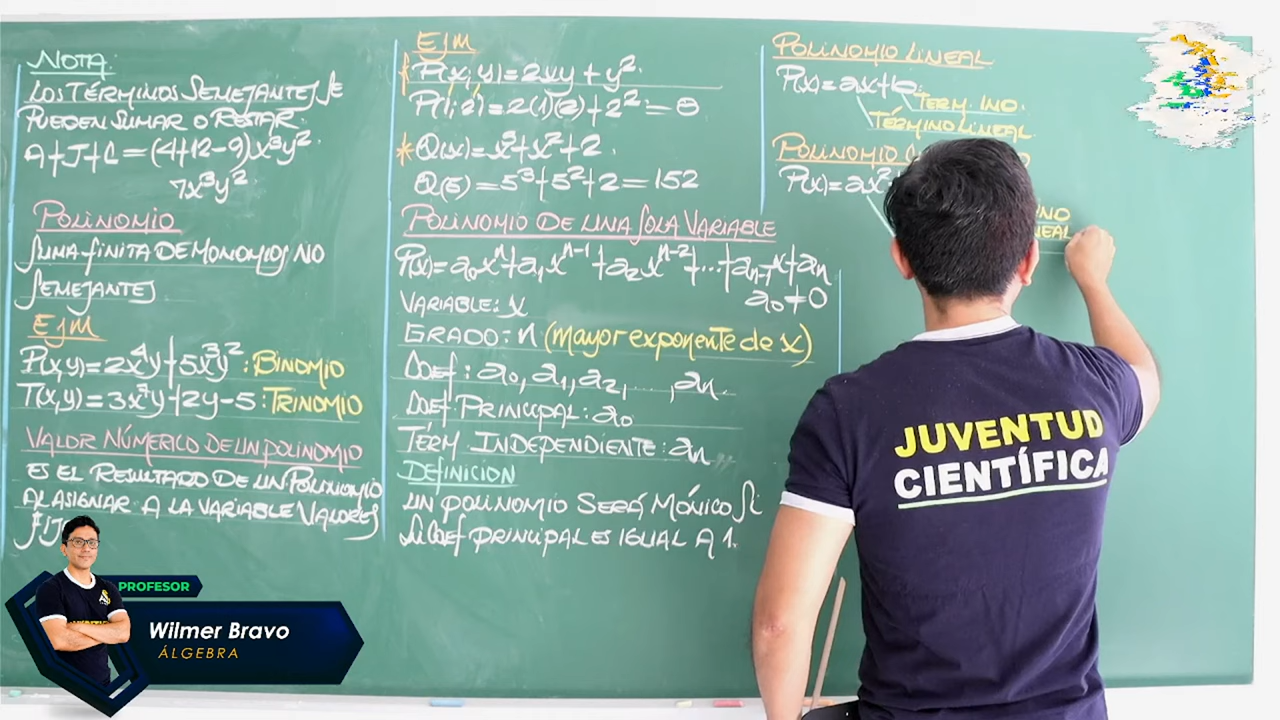 NOTA:
LOS TÉRMINOS SEMEJANTES SE
PUEDEN SUMAR O RESTAR.
A+J+C=(4+12-9)x³y².
7x³y²
POLINOMIO
SUMA FINITA DE MONOMIOS NO
SEMEJANTES
EJM
P(x,y)=2x⁴y+5x³y²: BINOMIO
T(x,y)=3x²y+2y-5: TRINOMIO
VALOR NÚMERICO DE UN POLINOMIO
ES EL RESULTADO DE UN POLINOMIO
AL ASIGNAR A LA VARIABLE VALORES
EJM
P(x;y)=2xy+y².
P(1;2)=2(1)(2)+2²=8
* Q(x)=x³+x²+2.
Q(5)=5³+5²+2=152
POLINOMIO DE UNA SOLA VARIABLE
P(x)=a₀xⁿ+a₁xⁿ⁻¹+a₂xⁿ⁻²+...+aₙ₋₁x+aₙ
a₀≠0
VARIABLE: x
GRADO: n (mayor exponente de x)
Coef: a₀, a₁, a₂, ..., aₙ.
Coef. PRINCIPAL: a₀
TÉRM INDEPENDIENTE: aₙ
DEFINICION
UN POLINOMIO SERÁ MÓNICO SI
SU Coef PRINCIPAL ES IGUAL A 1.
POLINOMIO LINEAL
P(x)=ax+b.
TERM. IND.
TÉRMINO LINEAL.
POLINOMIO
P(x)=ax²
JUVENTUD
CIENTÍFICA
PROFESOR
Wilmer Bravo
ÁLGEBRA